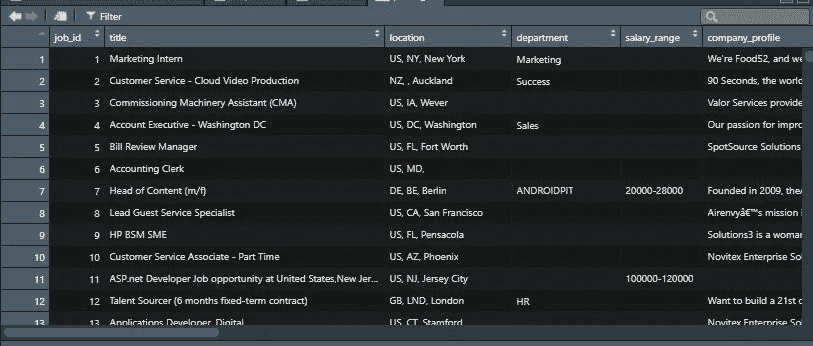 Filter
job_id title location department salary_range company_profile
1 1 Marketing Intern US, NY, New York Marketing We're Food52, and we
2 2 Customer Service - Cloud Video Production NZ, , Auckland Success 90 Seconds, the world
3 3 Commissioning Machinery Assistant (CMA) US, IA, Wever Valor Services provide
4 4 Account Executive - Washington DC US, DC, Washington Sales Our passion for impro
5 5 Bill Review Manager US, FL, Fort Worth SpotSource Solutions
6 6 Accounting Clerk US, MD,
7 7 Head of Content (m/f) DE, BE, Berlin ANDROIDPIT 20000-28000 Founded in 2009, the
8 8 Lead Guest Service Specialist US, CA, San Francisco Airenvyâ€™s mission i
9 9 HP BSM SME US, FL, Pensacola Solutions3 is a woma
10 10 Customer Service Associate - Part Time US, AZ, Phoenix Novitex Enterprise So
11 11 ASP.net Developer Job opportunity at United States,New Jer... US, NJ, Jersey City 100000-120000
12 12 Talent Sourcer (6 months fixed-term contract) GB, LND, London HR Want to build a 21st c
13 13 Applications Developer, Digital US, CT, Stamford Novitex Enterprise So